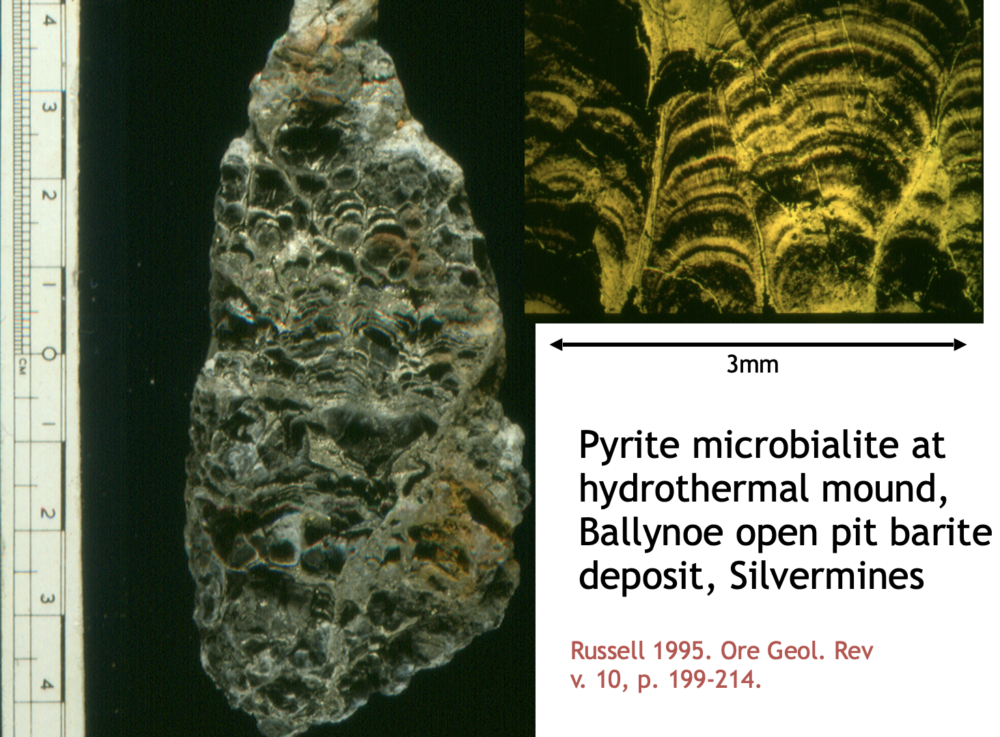 4
3
2
1
0
CM
1
2
3
4
3mm
Pyrite microbialite at
hydrothermal mound,
Ballynoe open pit barite
deposit, Silvermines
Russell 1995. Ore Geol. Rev
v. 10, p. 199-214.